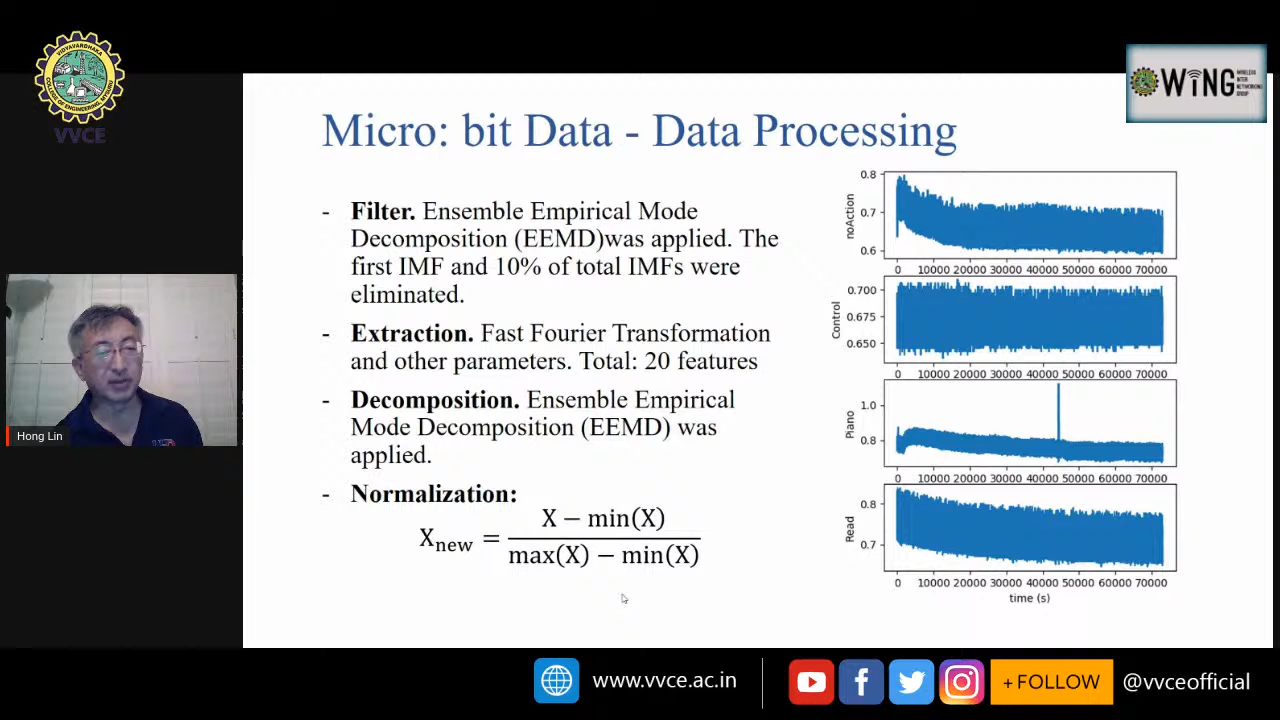 VIDYAVARDHAKA
COLLEGE OF ENGINEERING, MYSURU
VVCE
WiNG
WIRELESS
INTER
NETWORKING
GROUP
Micro: bit Data - Data Processing
- Filter. Ensemble Empirical Mode
Decomposition (EEMD)was applied. The
first IMF and 10% of total IMFs were
eliminated.
- Extraction. Fast Fourier Transformation
and other parameters. Total: 20 features
- Decomposition. Ensemble Empirical
Mode Decomposition (EEMD) was
applied.
- Normalization:
X − min(X)
Xnew =
max(X) − min(X)
0.8
0.7
0.6
noAction
0 10000 20000 30000 40000 50000 60000 70000
0.700
0.675
0.650
Control
0 10000 20000 30000 40000 50000 60000 70000
1.0
0.8
Piano
0 10000 20000 30000 40000 50000 60000 70000
0.8
0.7
Read
0 10000 20000 30000 40000 50000 60000 70000
time (s)
Hong Lin
www.vvce.ac.in
+ FOLLOW
@vvceofficial